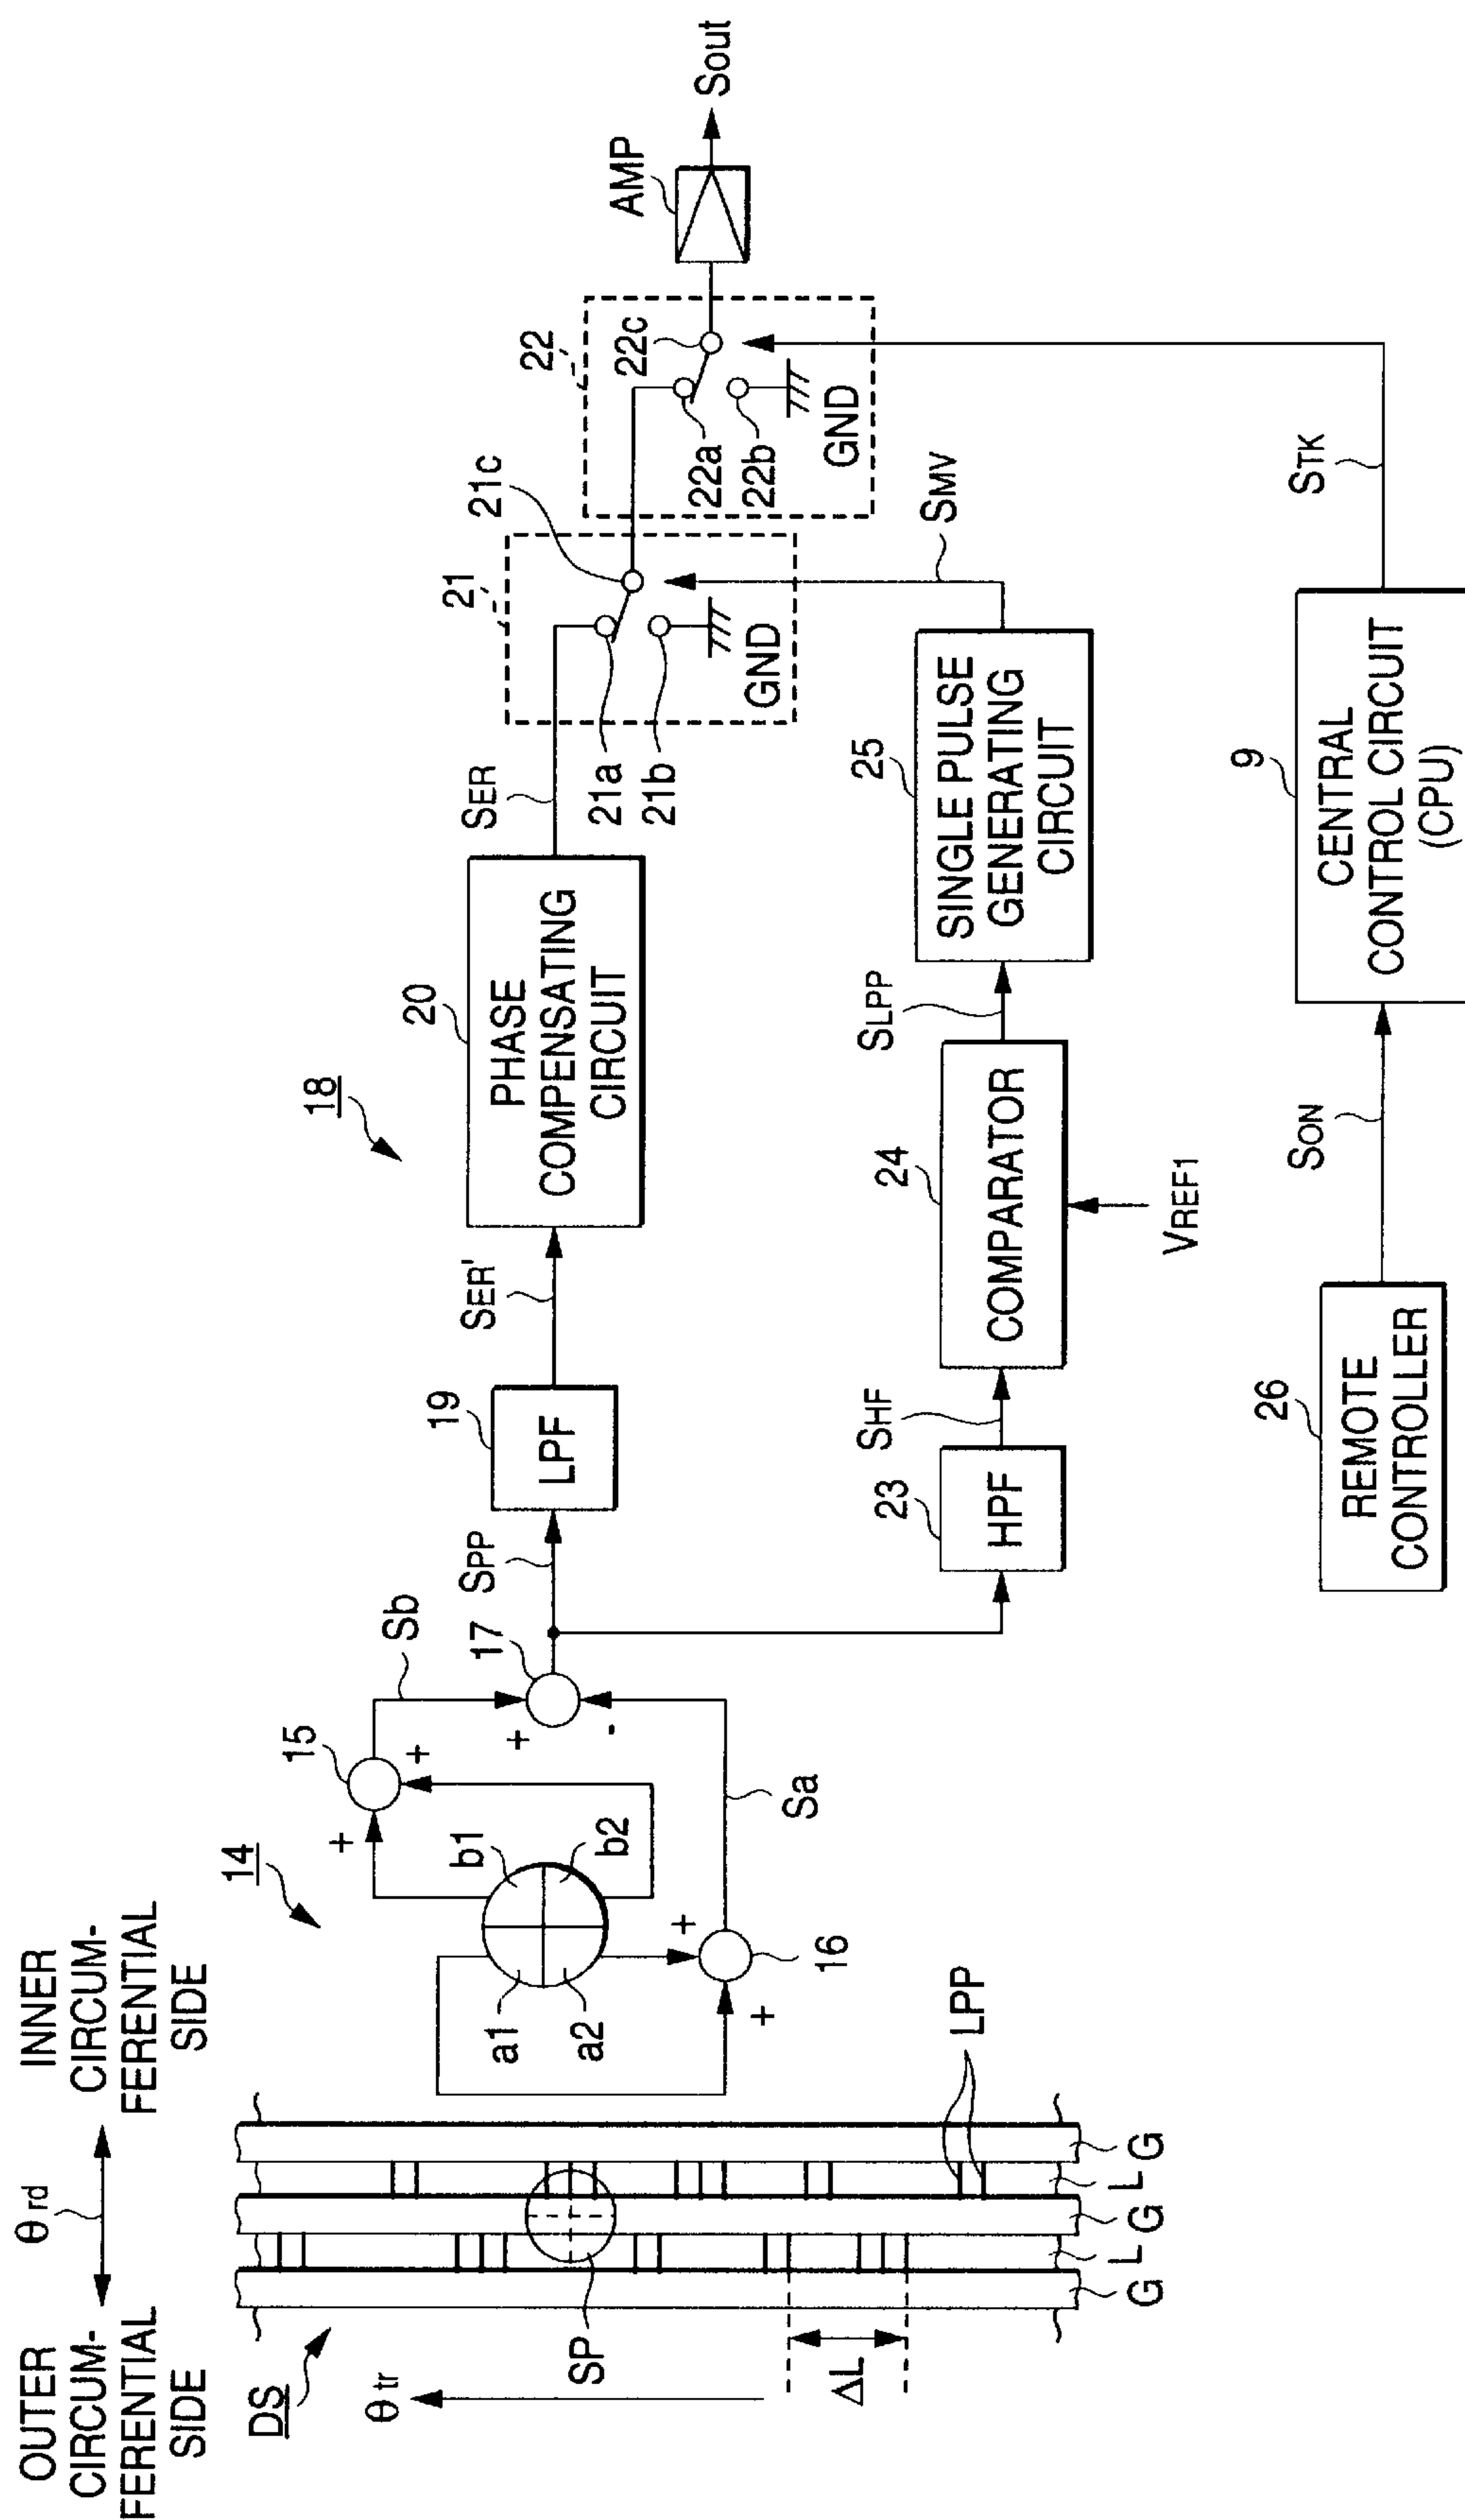 OUTER
CIRCUM-
FERENTIAL
SIDE
θrd
INNER
CIRCUM-
FERENTIAL
SIDE
DS
θtr
SP
ΔL
G
L
G
L
G
LPP
14
a1
a2
b1
b2
15
+
+
16
+
+
Sb
Sa
17
+
-
SPP
18
19
LPF
SER'
20
PHASE
COMPENSATING
CIRCUIT
SER
21
21a
21b
21c
GND
22
22a
22b
22c
GND
AMP
Sout
23
HPF
SHF
24
COMPARATOR
VREF1
SLPP
25
SINGLE PULSE
GENERATING
CIRCUIT
SMV
26
REMOTE
CONTROLLER
SON
9
CENTRAL
CONTROL CIRCUIT
(CPU)
STK